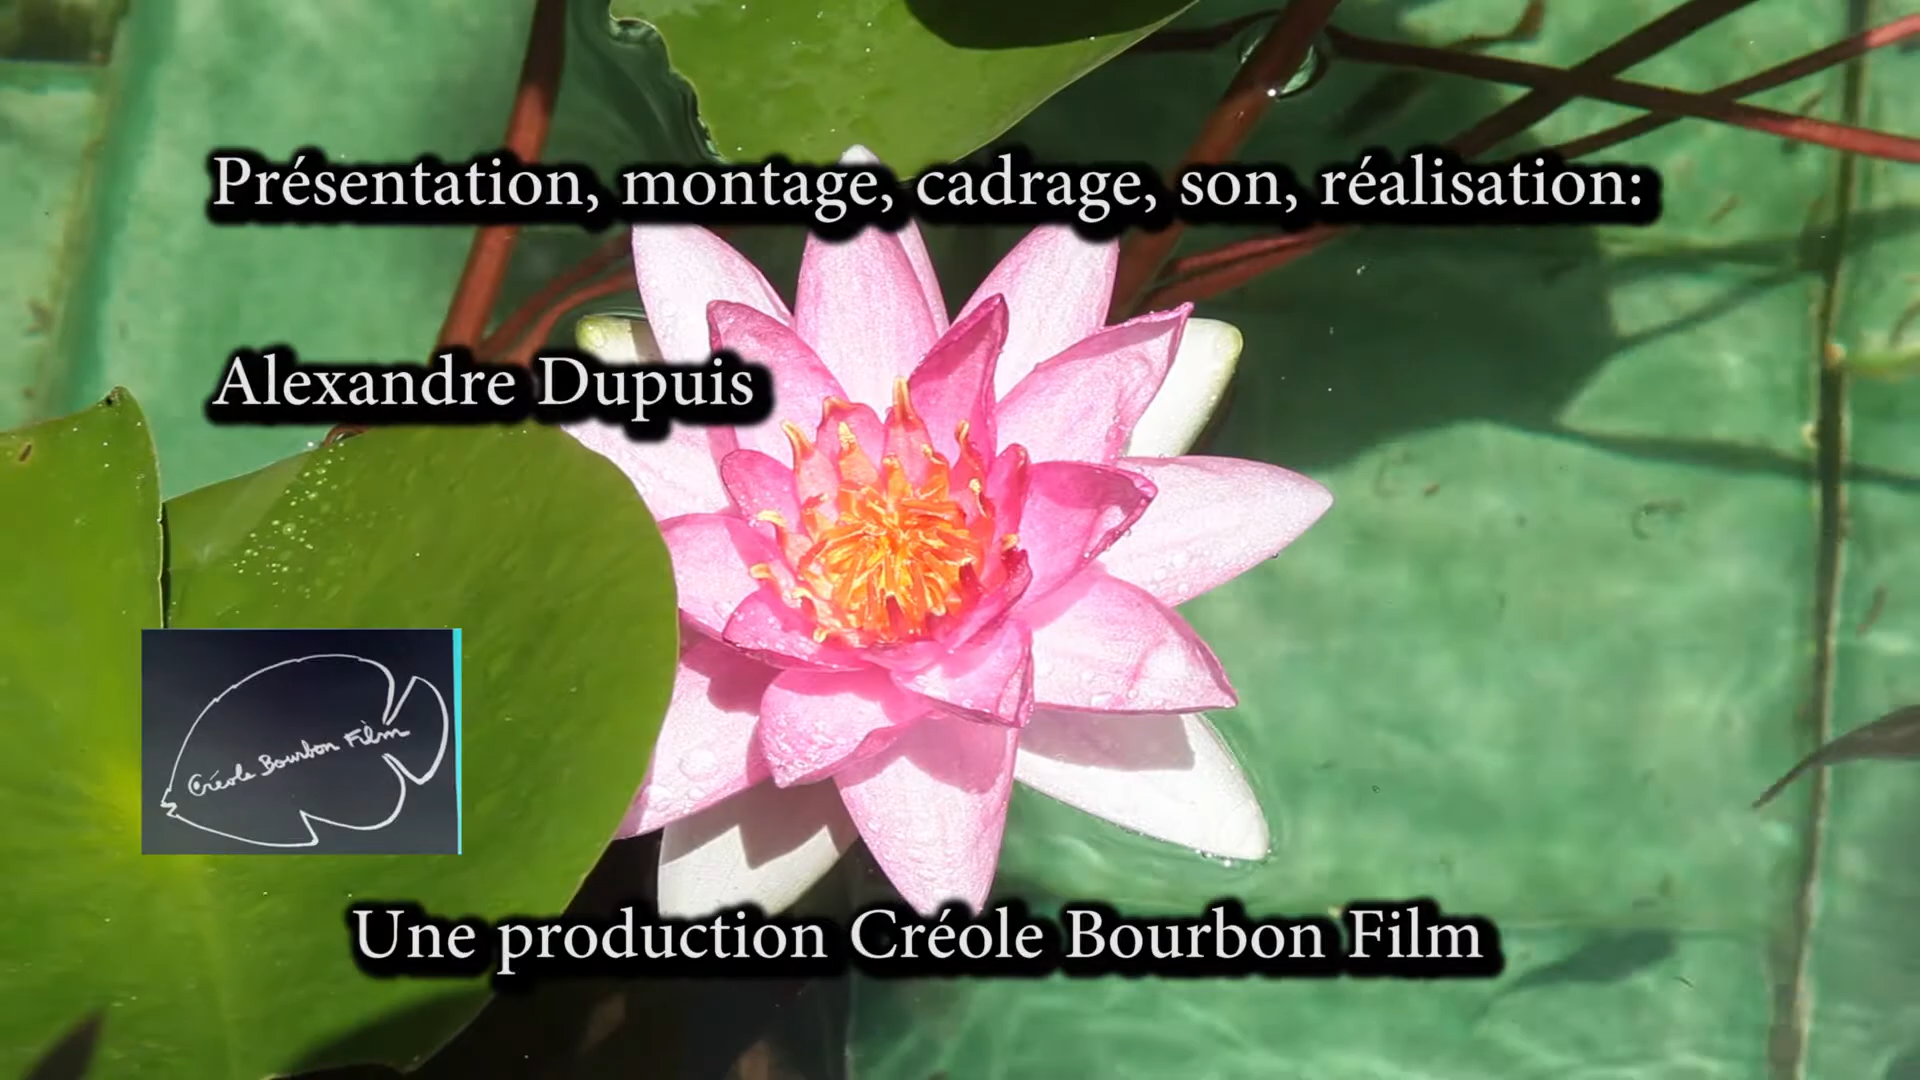 Présentation, montage, cadrage, son, réalisation:
Alexandre Dupuis
Créole Bourbon Film
Une production Créole Bourbon Film